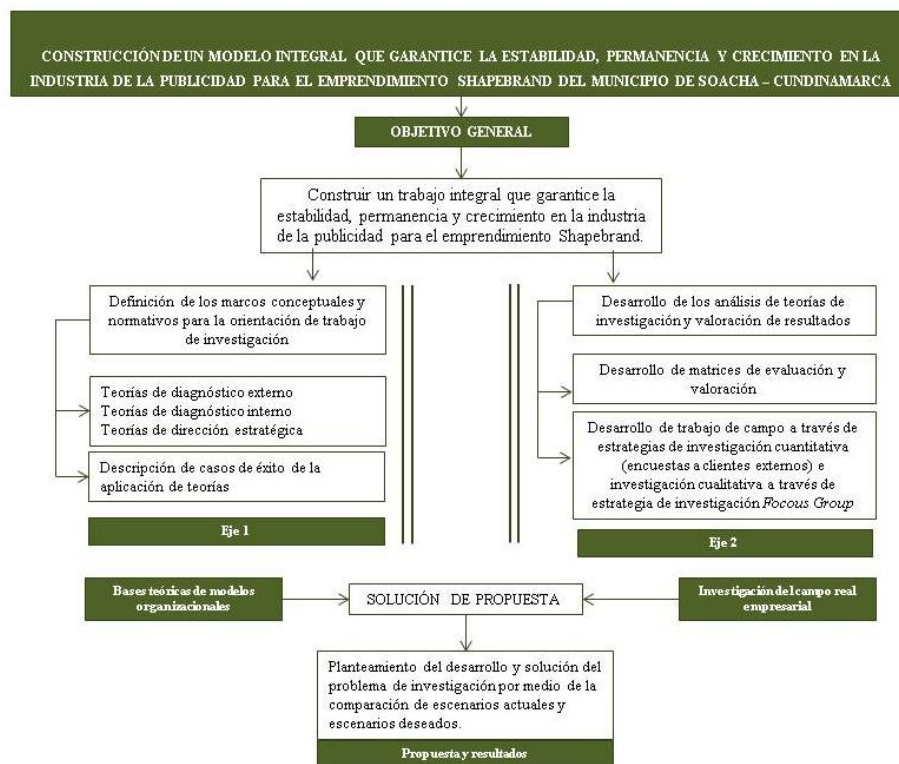 CONSTRUCCIÓN DE UN MODELO INTEGRAL QUE GARANTICE LA ESTABILIDAD, PERMANENCIA Y CRECIMIENTO EN LA
INDUSTRIA DE LA PUBLICIDAD PARA EL EMPRENDIMIENTO SHAPEBRAND DEL MUNICIPIO DE SOACHA – CUNDINAMARCA
OBJETIVO GENERAL
Construir un trabajo integral que garantice la
estabilidad, permanencia y crecimiento en la industria
de la publicidad para el emprendimiento Shapebrand.
Definición de los marcos conceptuales y
normativos para la orientación de trabajo
de investigación
Teorías de diagnóstico externo
Teorías de diagnóstico interno
Teorías de dirección estratégica
Descripción de casos de éxito de la
aplicación de teorías
Eje 1
Desarrollo de los análisis de teorías de
investigación y valoración de resultados
Desarrollo de matrices de evaluación y
valoración
Desarrollo de trabajo de campo a través de
estrategias de investigación cuantitativa
(encuestas a clientes externos) e
investigación cualitativa a través de
estrategia de investigación Focous Group
Eje 2
Bases teóricas de modelos
organizacionales
SOLUCIÓN DE PROPUESTA
Investigación del campo real
empresarial
Planteamiento del desarrollo y solución del
problema de investigación por medio de la
comparación de escenarios actuales y
escenarios deseados.
Propuesta y resultados